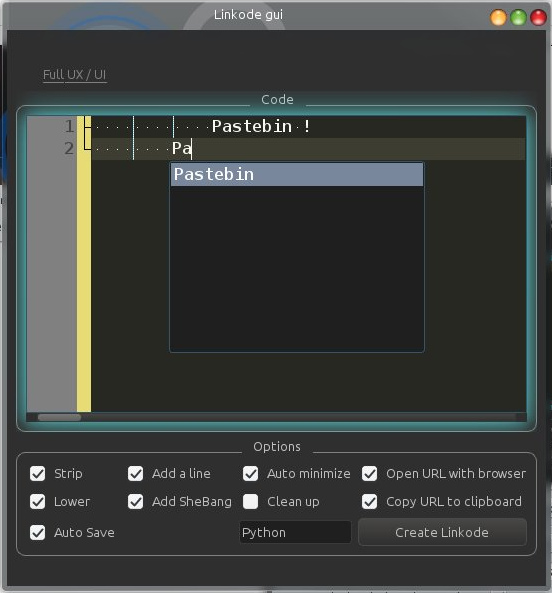 Linkode gui
Full UX / UI
Code
1 Pastebin !
2 Pa
Pastebin
Options
Strip Add a line Auto minimize Open URL with browser
Lower Add SheBang Clean up Copy URL to clipboard
Auto Save Python Create Linkode